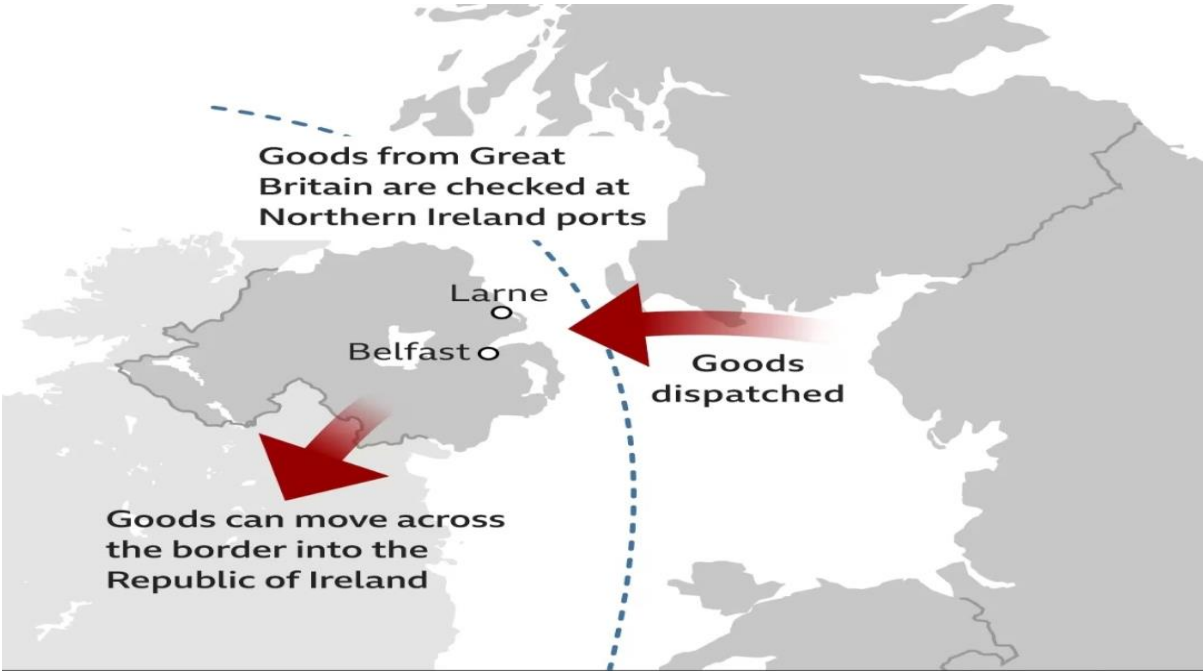 Goods from Great
Britain are checked at
Northern Ireland ports
Larne
Belfast
Goods
dispatched
Goods can move across
the border into the
Republic of Ireland